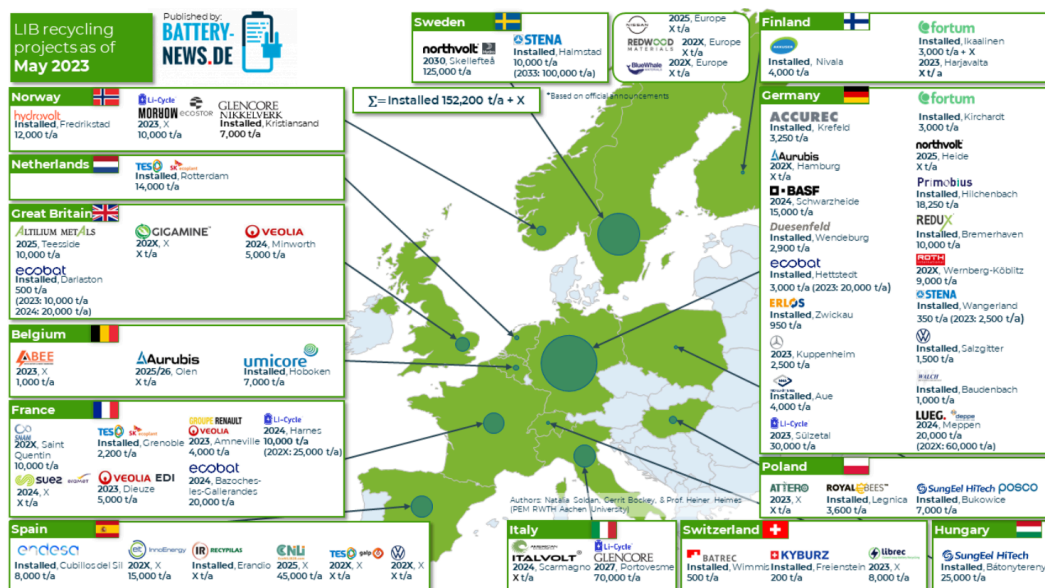 LIB recycling
projects as of
May 2023
Published by:
BATTERY-
NEWS.DE
Sweden
northvolt
2030, Skellefteå
125,000 t/a
STENA
Installed, Halmstad
10,000 t/a
(2033: 100,000 t/a)
NISSAN
2025, Europe
X t/a
REDWOOD
MATERIALS
202X, Europe
X t/a
BlueWhale
202X, Europe
X t/a
Finland
Installed, Nivala
4,000 t/a
fortum
Installed, Ikaalinen
3,000 t/a + X
2023, Harjavalta
X t/a
Σ=Installed 152,200 t/a + X
*Based on official announcements
Norway
hydrovolt
Installed, Fredrikstad
12,000 t/a
Li-Cycle
MORROW ecostor
2023, X
10,000 t/a
GLENCORE
NIKKELVERK
Installed, Kristiansand
7,000 t/a
Netherlands
TES SK ecoplant
Installed, Rotterdam
14,000 t/a
Great Britain
ALTILIUM METALS
2025, Teesside
10,000 t/a
GIGAMINE
202X, X
X t/a
VEOLIA
2024, Minworth
5,000 t/a
ecobat
Installed, Darlaston
500 t/a
(2023: 10,000 t/a
2024: 20,000 t/a)
Belgium
ABEE
2023, X
1,000 t/a
Aurubis
2025/26, Olen
X t/a
umicore
Installed, Hoboken
7,000 t/a
France
SNAM
202X, Saint
Quentin
10,000 t/a
TES SK ecoplant
Installed, Grenoble
2,200 t/a
GROUPE RENAULT
VEOLIA
2023, Amneville
4,000 t/a
Li-Cycle
2024, Harnes
10,000 t/a
(202X: 25,000 t/a)
suez
2024, X
X t/a
VEOLIA EDI
2023, Dieuze
5,000 t/a
ecobat
2024, Bazoches-
les-Gallerandes
20,000 t/a
Germany
ACCUREC
Installed, Krefeld
3,250 t/a
Aurubis
202X, Hamburg
X t/a
BASF
2024, Schwarzheide
15,000 t/a
Duesenfeld
Installed, Wendeburg
2,900 t/a
ecobat
Installed, Hettstedt
3,000 t/a (2023: 20,000 t/a)
ERLOS
Installed, Zwickau
950 t/a
2023, Kuppenheim
2,500 t/a
Installed, Aue
4,000 t/a
Li-Cycle
2023, Sülzetal
30,000 t/a
fortum
Installed, Kirchardt
3,000 t/a
northvolt
2025, Heide
X t/a
Primobius
Installed, Hilchenbach
18,250 t/a
REDUX
Installed, Bremerhaven
10,000 t/a
ROTH
202X, Wernberg-Köblitz
9,000 t/a
STENA
Installed, Wangerland
350 t/a (2023: 2,500 t/a)
Installed, Salzgitter
1,500 t/a
WALCH
Installed, Baudenbach
1,000 t/a
LUEG. deppe
2024, Meppen
20,000 t/a
(202X: 60,000 t/a)
Poland
ATTERO
2023, X
X t/a
ROYAL BEES
Installed, Legnica
3,600 t/a
SungEel HiTech posco
Installed, Bukowice
7,000 t/a
Authors: Natalia Soldan, Gerrit Bockey, & Prof. Heiner Heimes
(PEM RWTH Aachen University)
Spain
endesa
Installed, Cubillos del Sil
8,000 t/a
InnoEnergy
202X, X
15,000 t/a
RECYPILAS
Installed, Erandio
X t/a
2025, X
45,000 t/a
TES galp
202X, X
X t/a
202X, X
X t/a
Italy
ITALVOLT
2024, Scarmagno
X t/a
Li-Cycle
GLENCORE
2027, Portovesme
70,000 t/a
Switzerland
BATREC
Installed, Wimmis
500 t/a
KYBURZ
Installed, Freienstein
200 t/a
librec
2023, X
8,000 t/a
Hungary
SungEel HiTech
Installed, Bátonyterenye
25,000 t/a